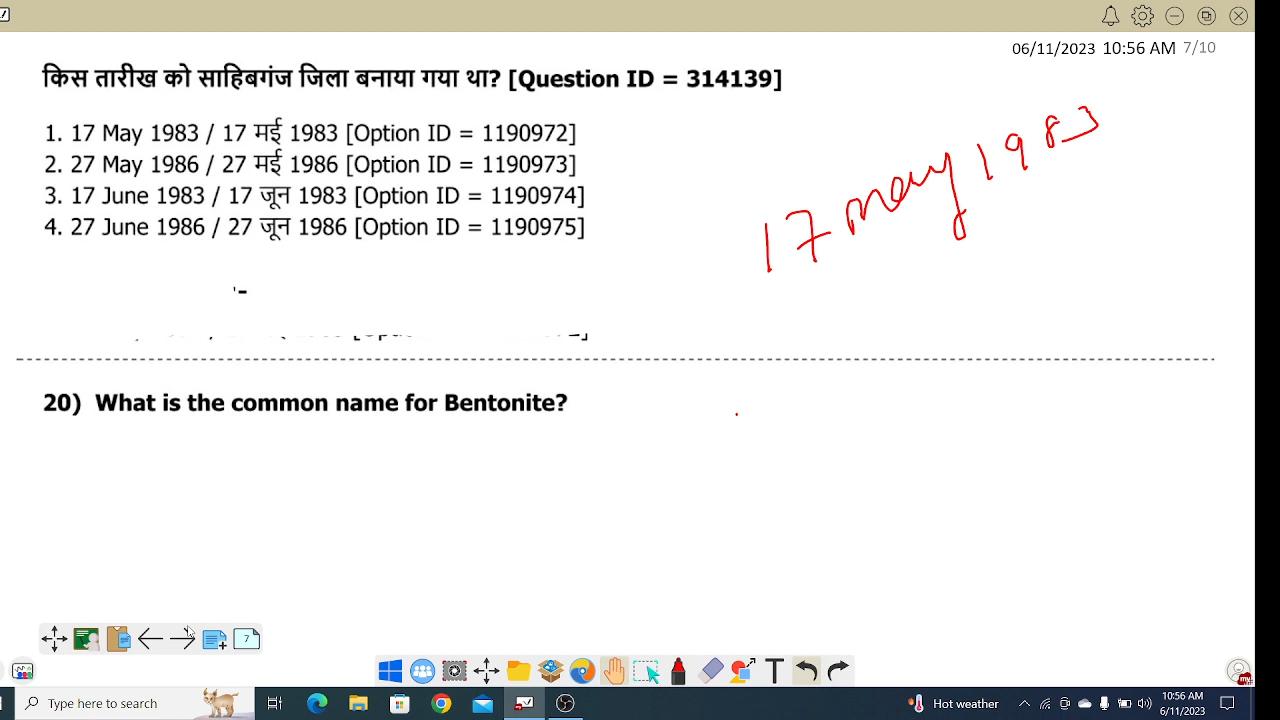 06/11/2023 10:56 AM 7/10
किस तारीख को साहिबगंज जिला बनाया गया था? [Question ID = 314139]
1. 17 May 1983 / 17 मई 1983 [Option ID = 1190972]
2. 27 May 1986 / 27 मई 1986 [Option ID = 1190973]
3. 17 June 1983 / 17 जून 1983 [Option ID = 1190974]
4. 27 June 1986 / 27 जून 1986 [Option ID = 1190975]
17 may 1983
20) What is the common name for Bentonite?
7
Type here to search
Hot weather
10:56 AM
6/11/2023